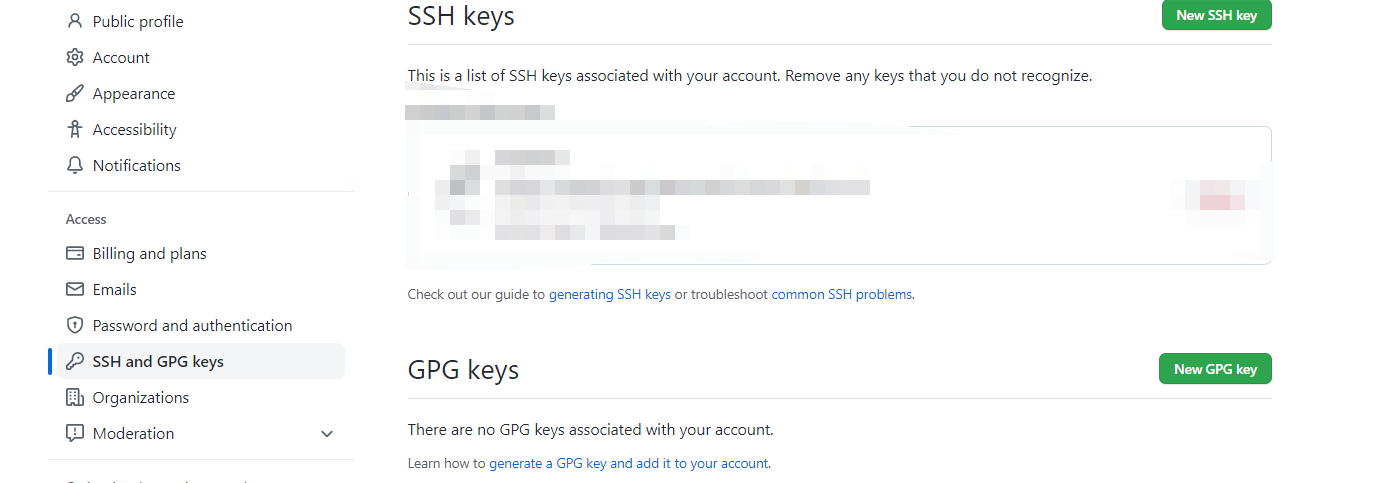 Public profile
Account
Appearance
Accessibility
Notifications
Access
Billing and plans
Emails
Password and authentication
SSH and GPG keys
Organizations
Moderation
SSH keys
New SSH key
This is a list of SSH keys associated with your account. Remove any keys that you do not recognize.
Check out our guide to generating SSH keys or troubleshoot common SSH problems.
GPG keys
New GPG key
There are no GPG keys associated with your account.
Learn how to generate a GPG key and add it to your account.